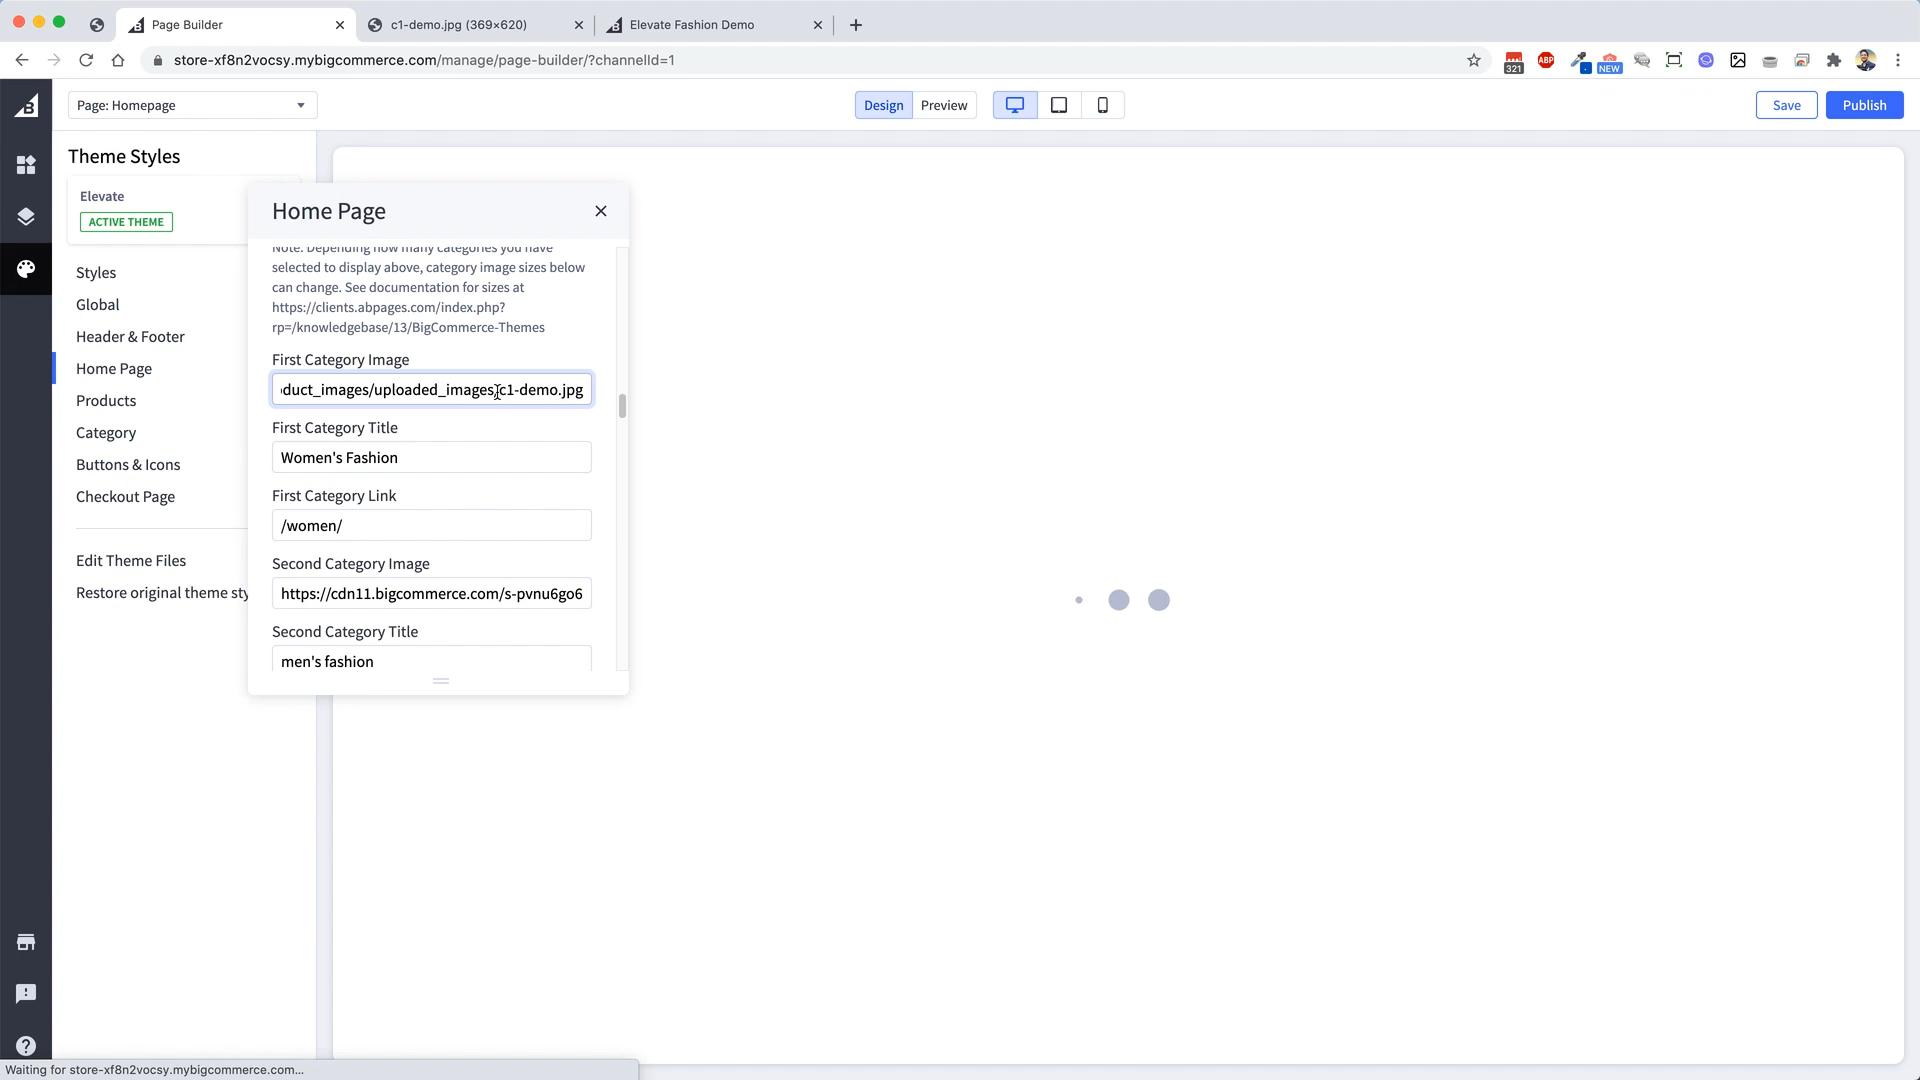 Page Builder
c1-demo.jpg (369×620)
Elevate Fashion Demo
store-xf8n2vocsy.mybigcommerce.com/manage/page-builder/?channelId=1
321
ABP
NEW
Page: Homepage
Design
Preview
Save
Publish
Theme Styles
Elevate
ACTIVE THEME
Styles
Global
Header & Footer
Home Page
Products
Category
Buttons & Icons
Checkout Page
Edit Theme Files
Restore original theme sty
Home Page
Note: Depending how many categories you have
selected to display above, category image sizes below
can change. See documentation for sizes at
https://clients.abpages.com/index.php?
rp=/knowledgebase/13/BigCommerce-Themes
First Category Image
oduct_images/uploaded_images/c1-demo.jpg
First Category Title
Women's Fashion
First Category Link
/women/
Second Category Image
https://cdn11.bigcommerce.com/s-pvnu6go6
Second Category Title
men's fashion
Waiting for store-xf8n2vocsy.mybigcommerce.com...